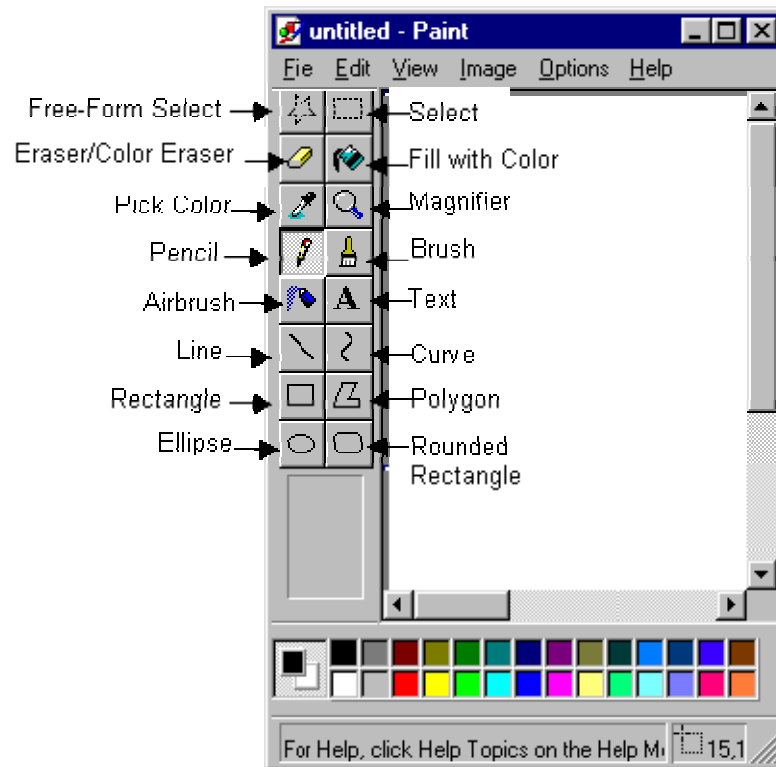 untitled - Paint
Fie Edit View Image Options Help
Free-Form Select
Select
Eraser/Color Eraser
Fill with Color
Pick Color
Magnifier
Pencil
Brush
Airbrush
A
Text
Line
Curve
Rectangle
Polygon
Ellipse
Rounded
Rectangle
For Help, click Help Topics on the Help M
15,1